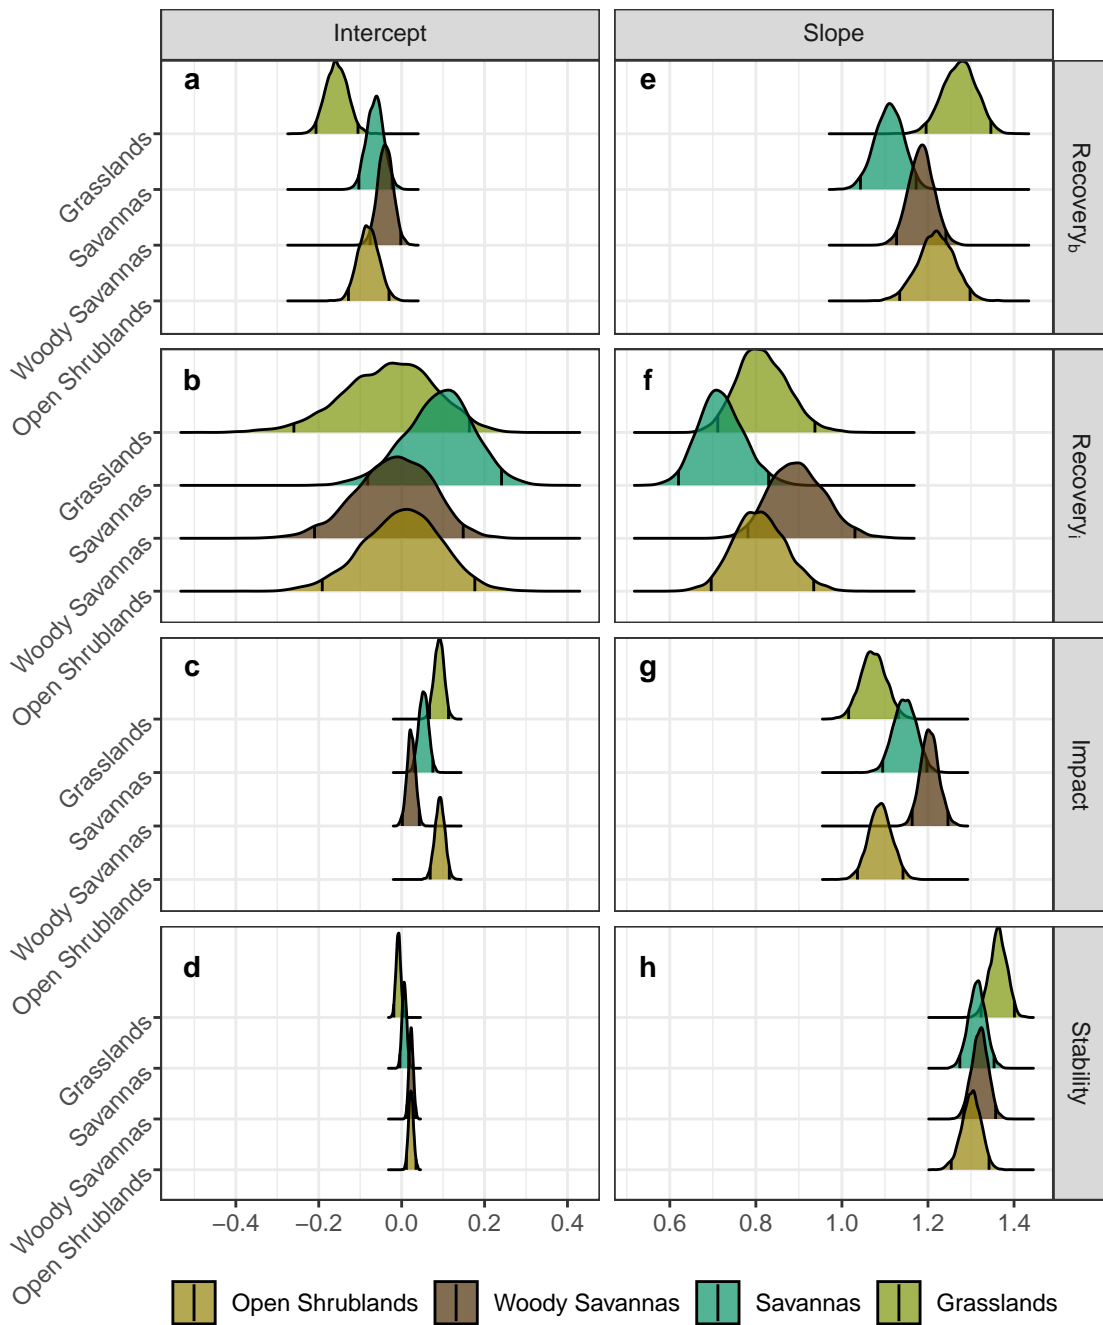 Intercept
Slope
a
e
Grasslands
Savannas
Woody Savannas
Open Shrublands
Recovery_b
b
f
Grasslands
Savannas
Woody Savannas
Open Shrublands
Recovery_i
c
g
Grasslands
Savannas
Woody Savannas
Open Shrublands
Impact
d
h
Grasslands
Savannas
Woody Savannas
Open Shrublands
Stability
−0.4 −0.2 0.0 0.2 0.4 0.6 0.8 1.0 1.2 1.4
Open Shrublands Woody Savannas Savannas Grasslands